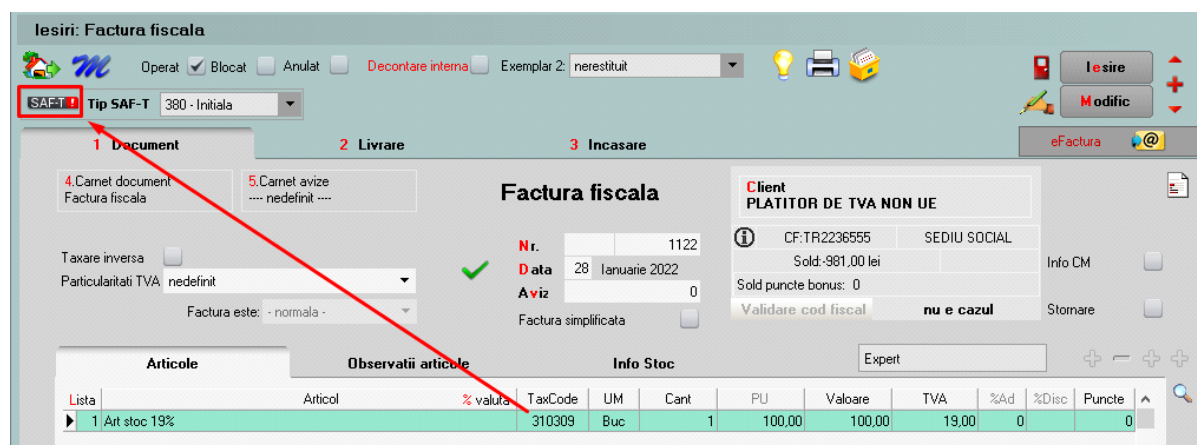 Iesiri: Factura fiscala
Operat Blocat Anulat Decontare interna Exemplar 2: nerestituit Iesire
SAF-T Tip SAF-T 380 - Initiala Modific
1 Document 2 Livrare 3 Incasare eFactura @
4.Carnet document 5.Carnet avize
Factura fiscala ---- nedefinit ----
Factura fiscala
Client
PLATITOR DE TVA NON UE
CF:TR2236555 SEDIU SOCIAL
Sold:-981,00 lei
Sold puncte bonus: 0
Validare cod fiscal nu e cazul
Nr. 1122
Data 28 Ianuarie 2022
Aviz 0
Factura simplificata
Taxare inversa
Particularitati TVA nedefinit
Factura este: - normala -
Info CM
Stornare
Articole Observatii articole Info Stoc Expert
Lista Articol % valuta TaxCode UM Cant PU Valoare TVA %Ad %Disc Puncte
1 Art stoc 19% 310309 Buc 1 100,00 100,00 19,00 0 0